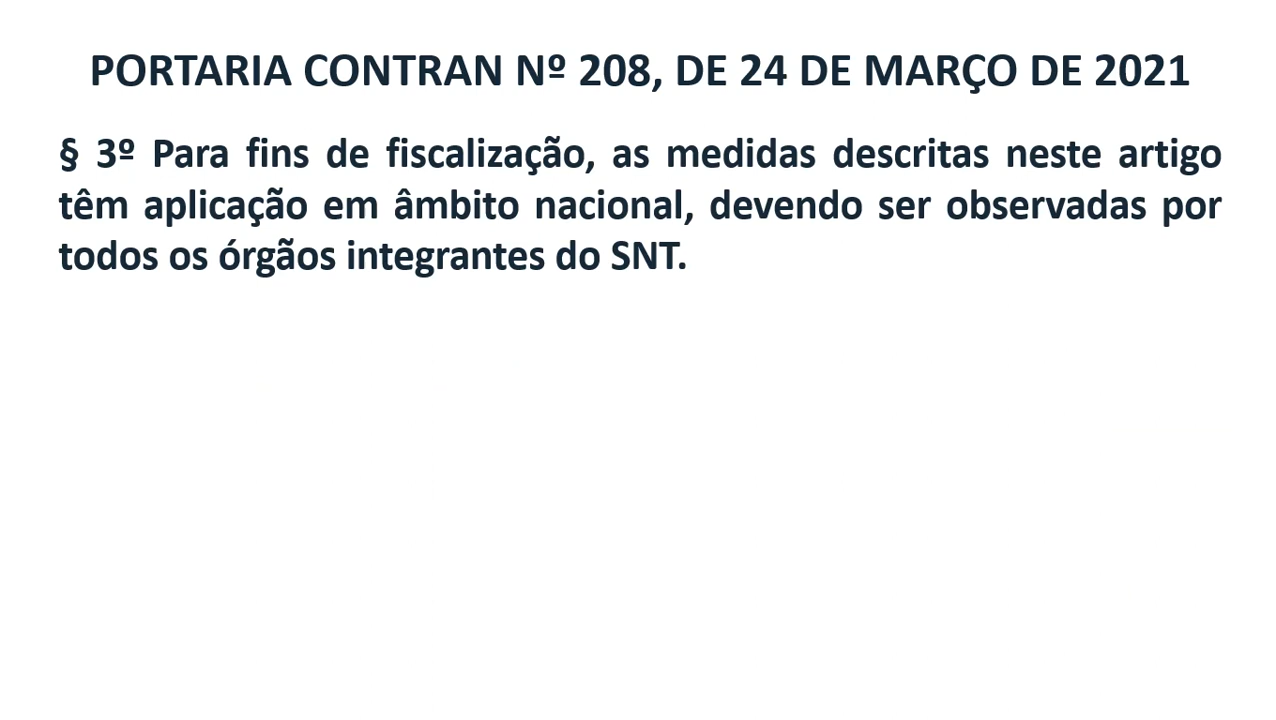 PORTARIA CONTRAN Nº 208, DE 24 DE MARÇO DE 2021
§ 3º Para fins de fiscalização, as medidas descritas neste artigo
têm aplicação em âmbito nacional, devendo ser observadas por
todos os órgãos integrantes do SNT.